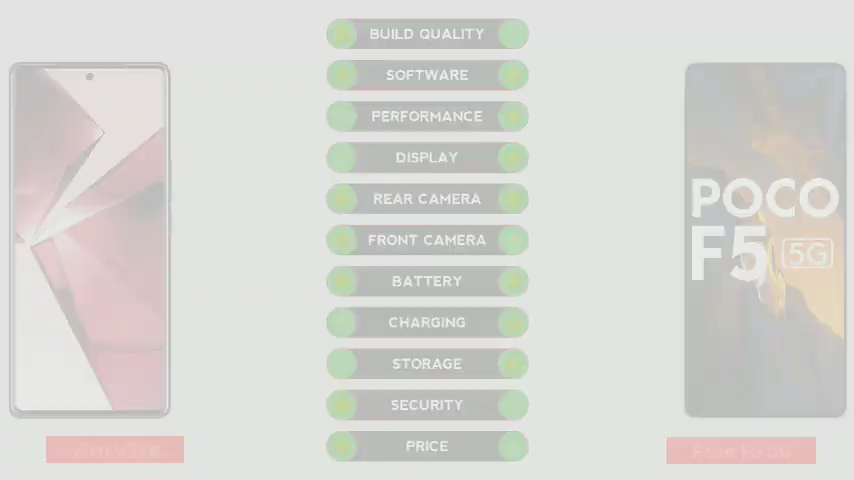 BUILD QUALITY
SOFTWARE
PERFORMANCE
DISPLAY
REAR CAMERA
FRONT CAMERA
BATTERY
CHARGING
STORAGE
SECURITY
PRICE
POCO
F5 5G